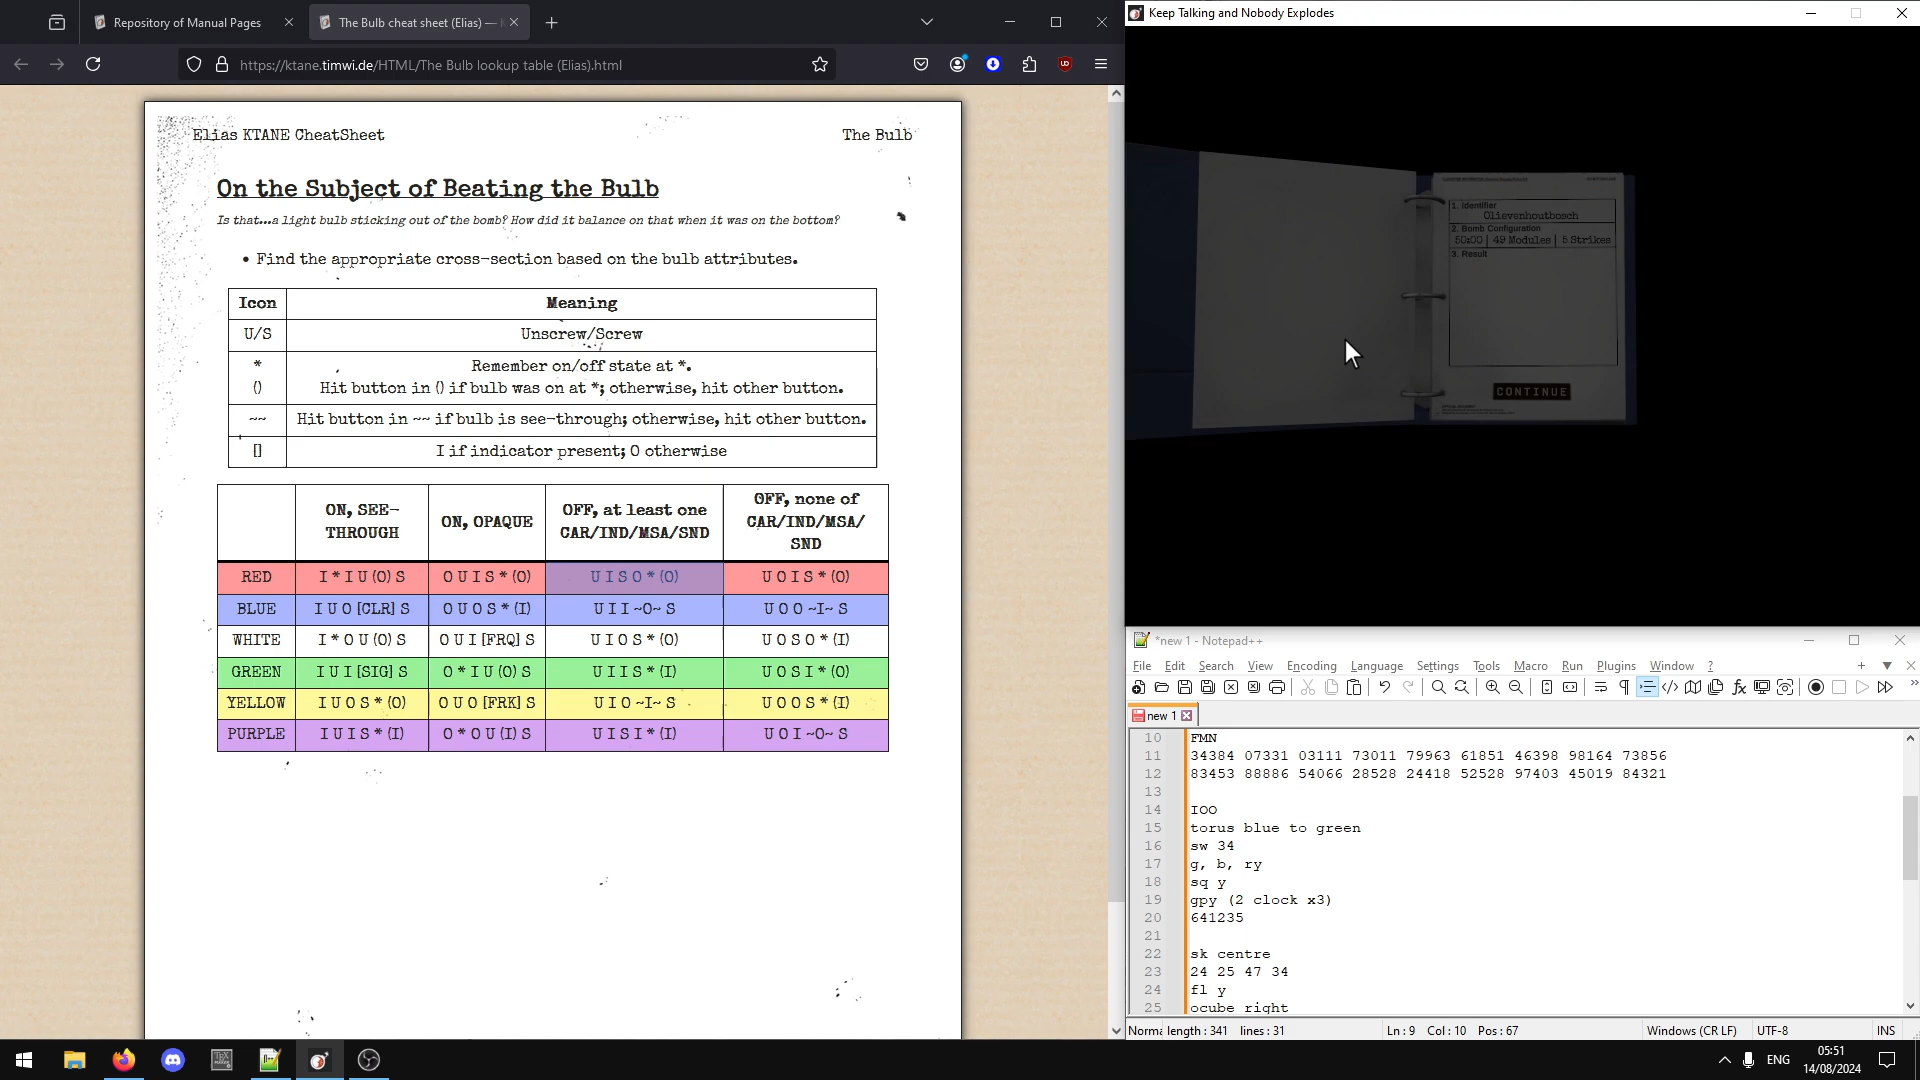 Repository of Manual Pages
The Bulb cheat sheet (Elias) —
https://ktane.timwi.de/HTML/The Bulb lookup table (Elias).html
Elias KTANE CheatSheet
The Bulb
On the Subject of Beating the Bulb
Is that...a light bulb sticking out of the bomb? How did it balance on that when it was on the bottom?
• Find the appropriate cross-section based on the bulb attributes.
Icon Meaning
U/S Unscrew/Screw
* Remember on/off state at *.
() Hit button in () if bulb was on at *; otherwise, hit other button.
~~ Hit button in ~~ if bulb is see-through; otherwise, hit other button.
[] I if indicator present; O otherwise
ON, SEE-THROUGH ON, OPAQUE OFF, at least one CAR/IND/MSA/SND OFF, none of CAR/IND/MSA/SND
RED I * I U (O) S O U I S * (O) U I S O * (O) U O I S * (O)
BLUE I U O [CLR] S O U O S * (I) U I I ~O~ S U O O ~I~ S
WHITE I * O U (O) S O U I [FRQ] S U I O S * (O) U O S O * (I)
GREEN I U I [SIG] S O * I U (O) S U I I S * (I) U O S I * (O)
YELLOW I U O S * (O) O U O [FRK] S U I O ~I~ S U O O S * (I)
PURPLE I U I S * (I) O * O U (I) S U I S I * (I) U O I ~O~ S
Keep Talking and Nobody Explodes
1. Identifier
Olievenhoutbosch
2. Bomb Configuration
50:00 | 49 Modules | 5 Strikes
3. Result
CONTINUE
*new 1 - Notepad++
File Edit Search View Encoding Language Settings Tools Macro Run Plugins Window ?
new 1
10 FMN
11 34384 07331 03111 73011 79963 61851 46398 98164 73856
12 83453 88886 54066 28528 24418 52528 97403 45019 84321
13
14 IOO
15 torus blue to green
16 sw 34
17 g, b, ry
18 sq y
19 gpy (2 clock x3)
20 641235
21
22 sk centre
23 24 25 47 34
24 fl y
25 ocube right
Norma length : 341 lines : 31 Ln : 9 Col : 10 Pos : 67 Windows (CR LF) UTF-8 INS
ENG
05:51
14/08/2024